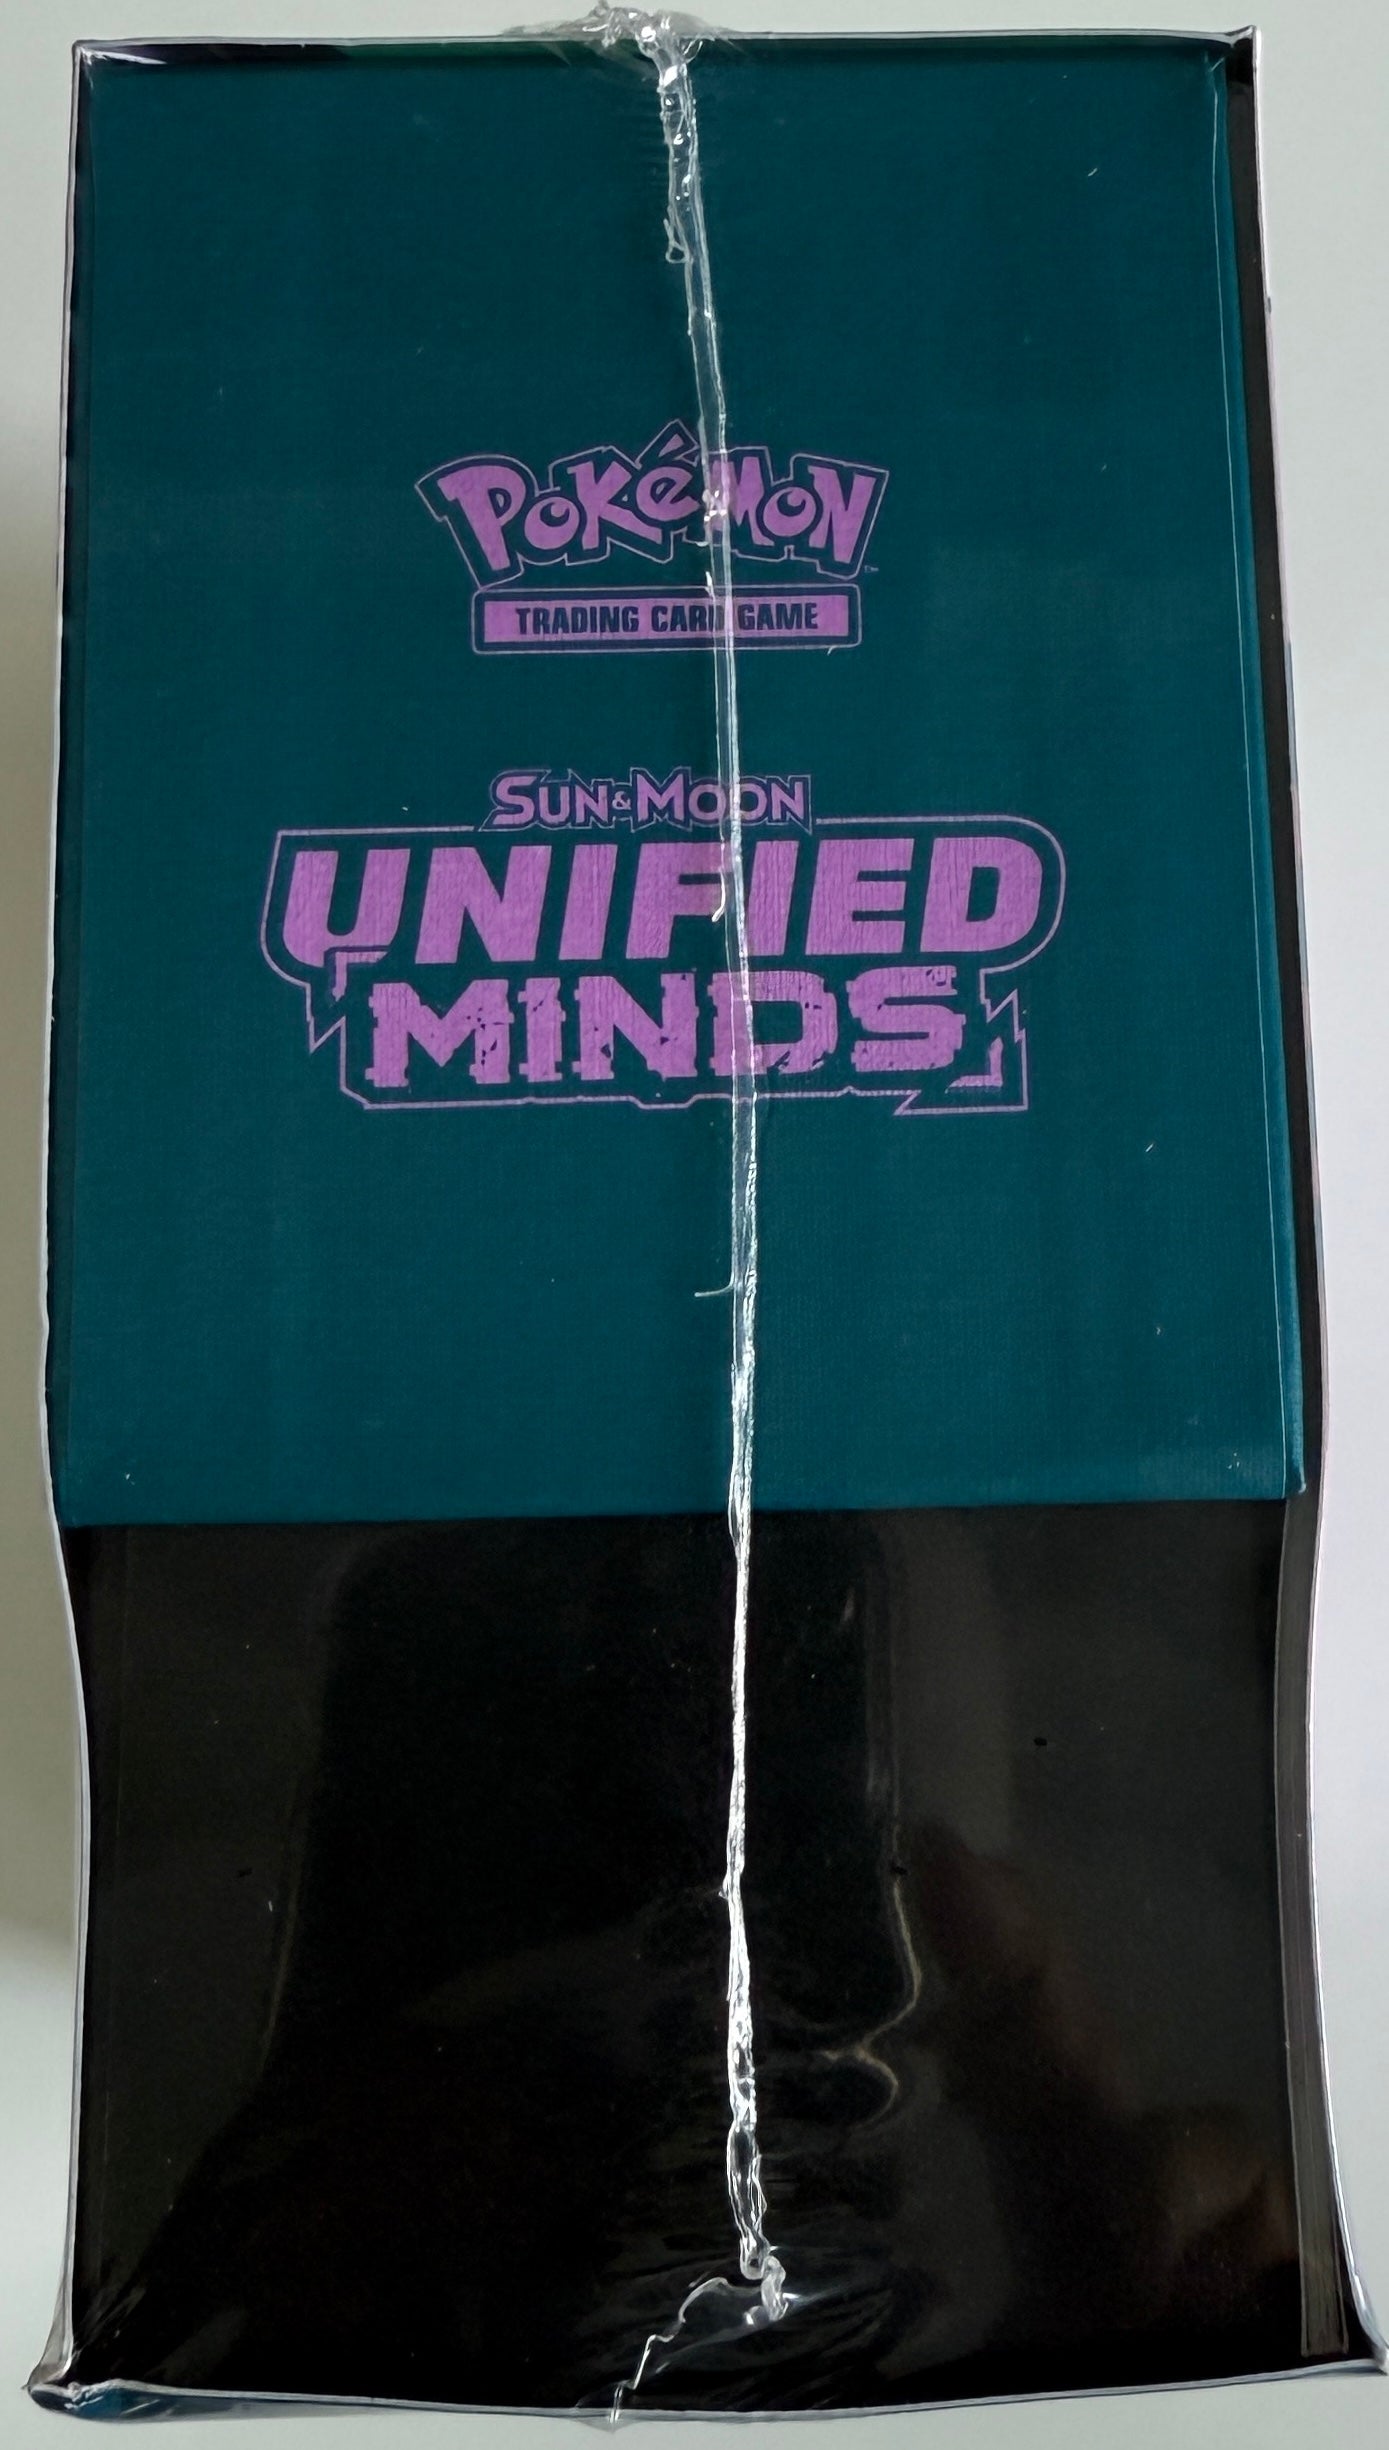 POKéMON
TRADING CARD GAME
SUN & MOON
UNIFIED
MINDS